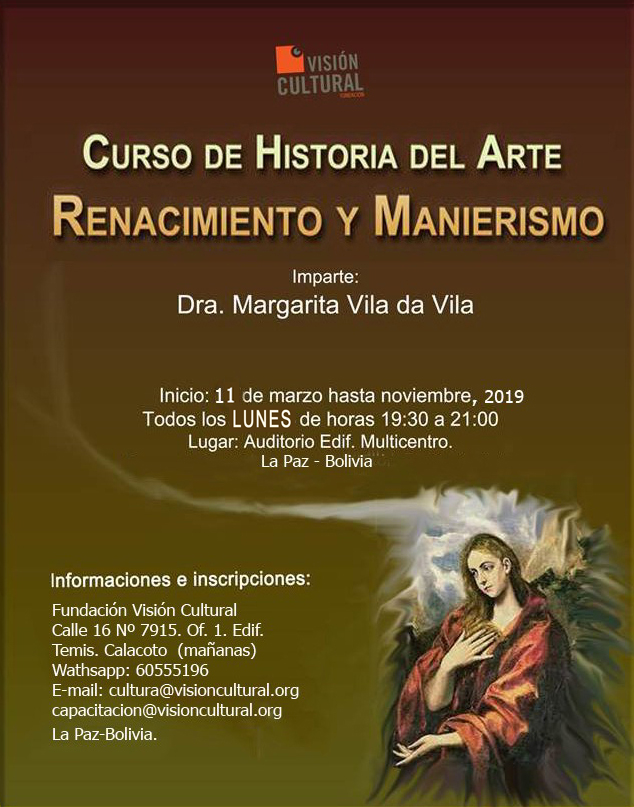 VISIÓN
CULTURAL
FUNDACION
CURSO DE HISTORIA DEL ARTE
RENACIMIENTO Y MANIERISMO
Imparte:
Dra. Margarita Vila da Vila
Inicio: 11 de marzo hasta noviembre, 2019
Todos los LUNES de horas 19:30 a 21:00
Lugar: Auditorio Edif. Multicentro.
La Paz - Bolivia
Informaciones e inscripciones:
Fundación Visión Cultural
Calle 16 Nº 7915. Of. 1. Edif.
Temis. Calacoto (mañanas)
Wathsapp: 60555196
E-mail: cultura@visioncultural.org
capacitacion@visioncultural.org
La Paz-Bolivia.